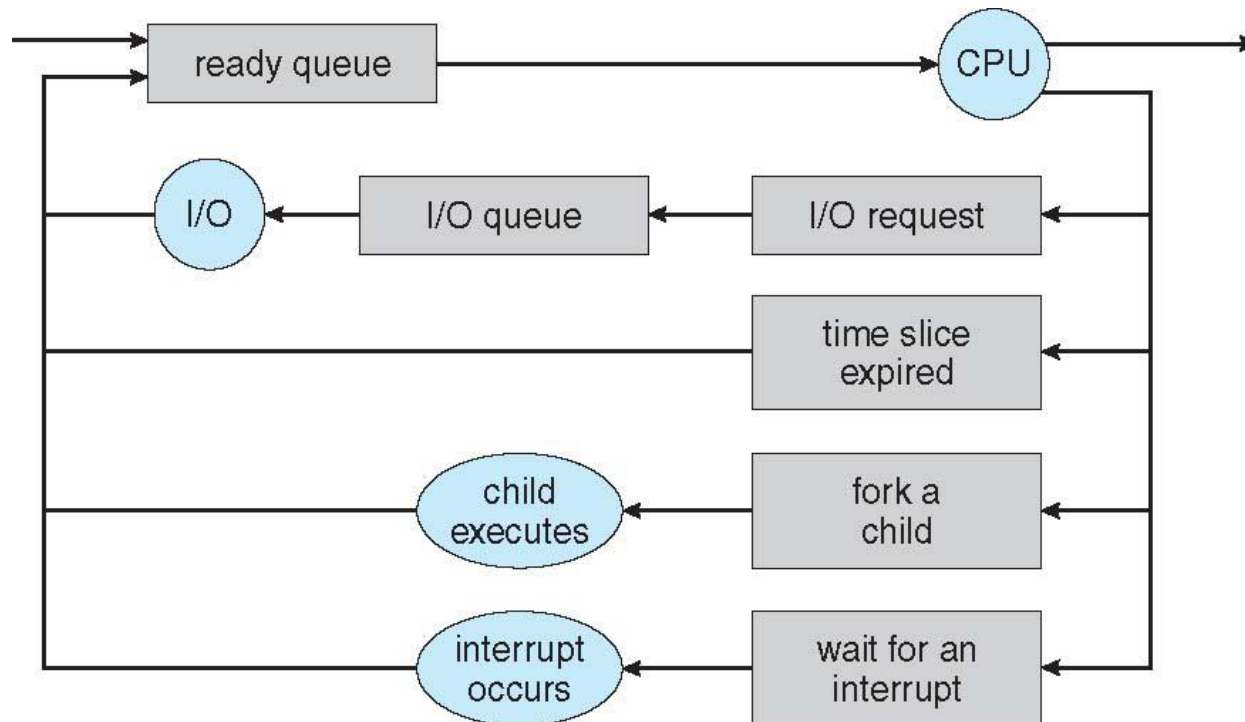 ready queue
CPU
I/O
I/O queue
I/O request
time slice
expired
child
executes
fork a
child
interrupt
occurs
wait for an
interrupt